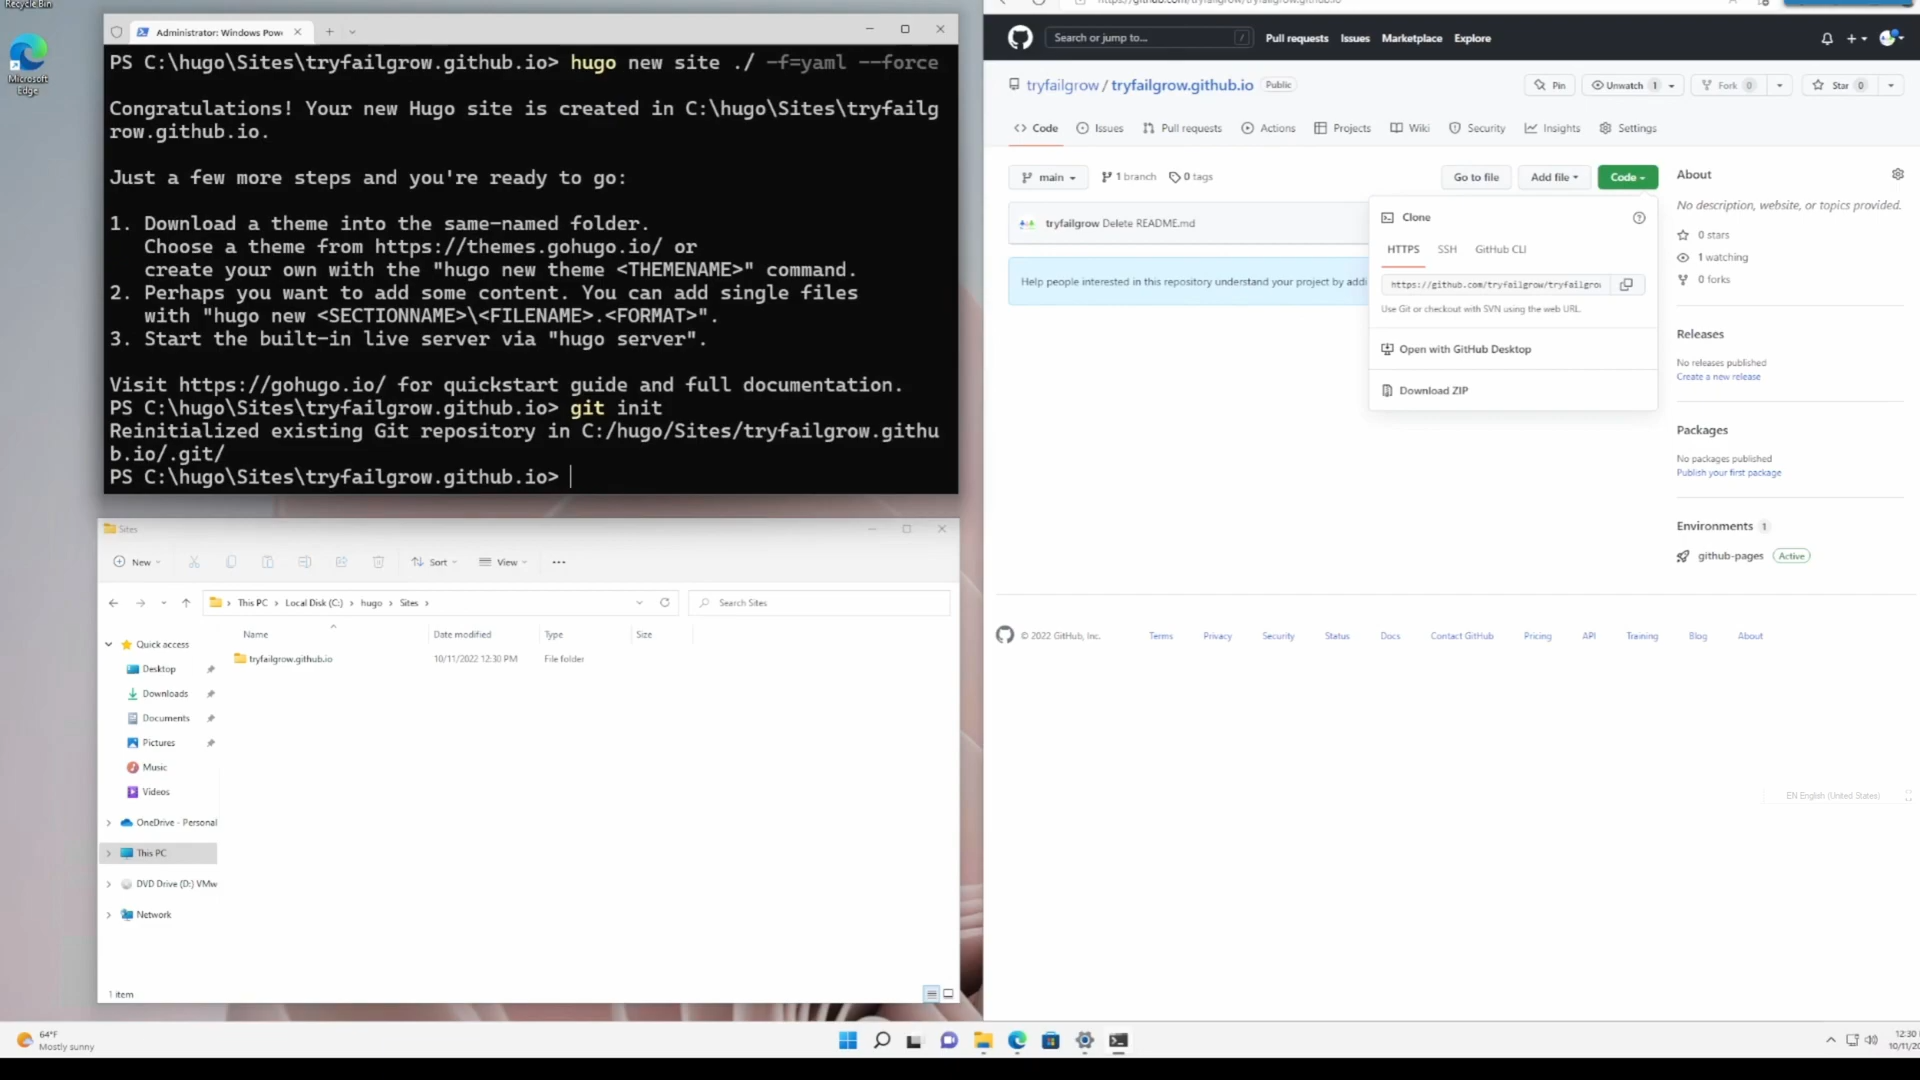 Recycle Bin
Microsoft
Edge
Administrator: Windows Pow
PS C:\hugo\Sites\tryfailgrow.github.io> hugo new site ./ -f=yaml --force
Congratulations! Your new Hugo site is created in C:\hugo\Sites\tryfailg
row.github.io.
Just a few more steps and you're ready to go:
1. Download a theme into the same-named folder.
Choose a theme from https://themes.gohugo.io/ or
create your own with the "hugo new theme <THEMENAME>" command.
2. Perhaps you want to add some content. You can add single files
with "hugo new <SECTIONNAME>\<FILENAME>.<FORMAT>".
3. Start the built-in live server via "hugo server".
Visit https://gohugo.io/ for quickstart guide and full documentation.
PS C:\hugo\Sites\tryfailgrow.github.io> git init
Reinitialized existing Git repository in C:/hugo/Sites/tryfailgrow.githu
b.io/.git/
PS C:\hugo\Sites\tryfailgrow.github.io>
Sites
New
Sort
View
This PC > Local Disk (C:) > hugo > Sites >
Search Sites
Name
Date modified
Type
Size
tryfailgrow.github.io
10/11/2022 12:30 PM
File folder
Quick access
Desktop
Downloads
Documents
Pictures
Music
Videos
OneDrive - Personal
This PC
DVD Drive (D:) VMw
Network
1 item
Search or jump to...
/
Pull requests
Issues
Marketplace
Explore
tryfailgrow / tryfailgrow.github.io
Public
Pin
Unwatch 1
Fork 0
Star 0
Code
Issues
Pull requests
Actions
Projects
Wiki
Security
Insights
Settings
main
1 branch
0 tags
Go to file
Add file
Code
tryfailgrow Delete README.md
Help people interested in this repository understand your project by addi
Clone
HTTPS
SSH
GitHub CLI
https://github.com/tryfailgrow/tryfailgro
Use Git or checkout with SVN using the web URL.
Open with GitHub Desktop
Download ZIP
About
No description, website, or topics provided.
0 stars
1 watching
0 forks
Releases
No releases published
Create a new release
Packages
No packages published
Publish your first package
Environments 1
github-pages
Active
© 2022 GitHub, Inc.
Terms
Privacy
Security
Status
Docs
Contact GitHub
Pricing
API
Training
Blog
About
EN English (United States)
64°F
Mostly sunny
12:30
10/11/20